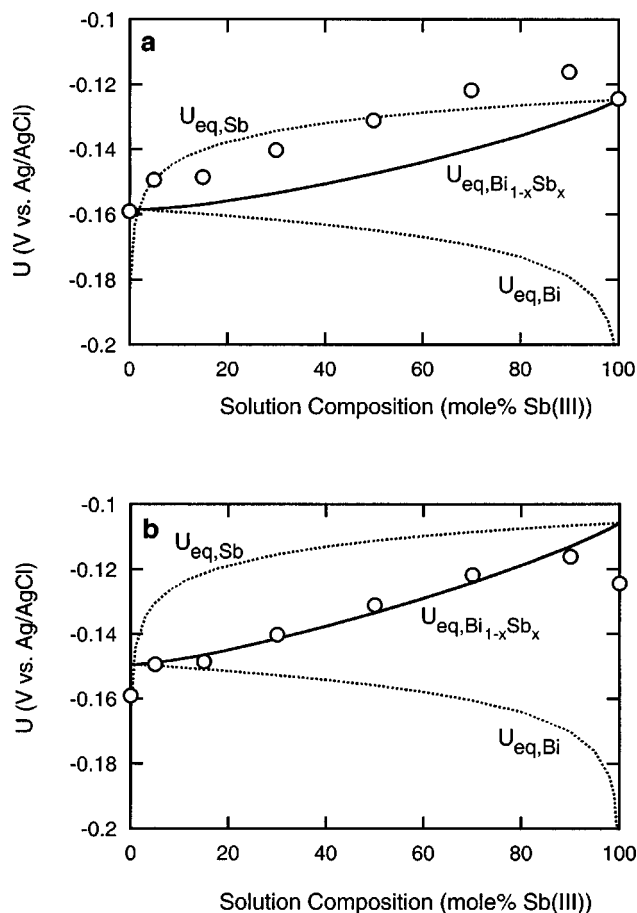 a
-0.1
-0.12
-0.14
-0.16
-0.18
-0.2
U (V vs. Ag/AgCl)
U_eq,Sb
U_eq,Bi_1-xSb_x
U_eq,Bi
0 20 40 60 80 100
Solution Composition (mole% Sb(III))
b
-0.1
-0.12
-0.14
-0.16
-0.18
-0.2
U (V vs. Ag/AgCl)
U_eq,Sb
U_eq,Bi_1-xSb_x
U_eq,Bi
0 20 40 60 80 100
Solution Composition (mole% Sb(III))